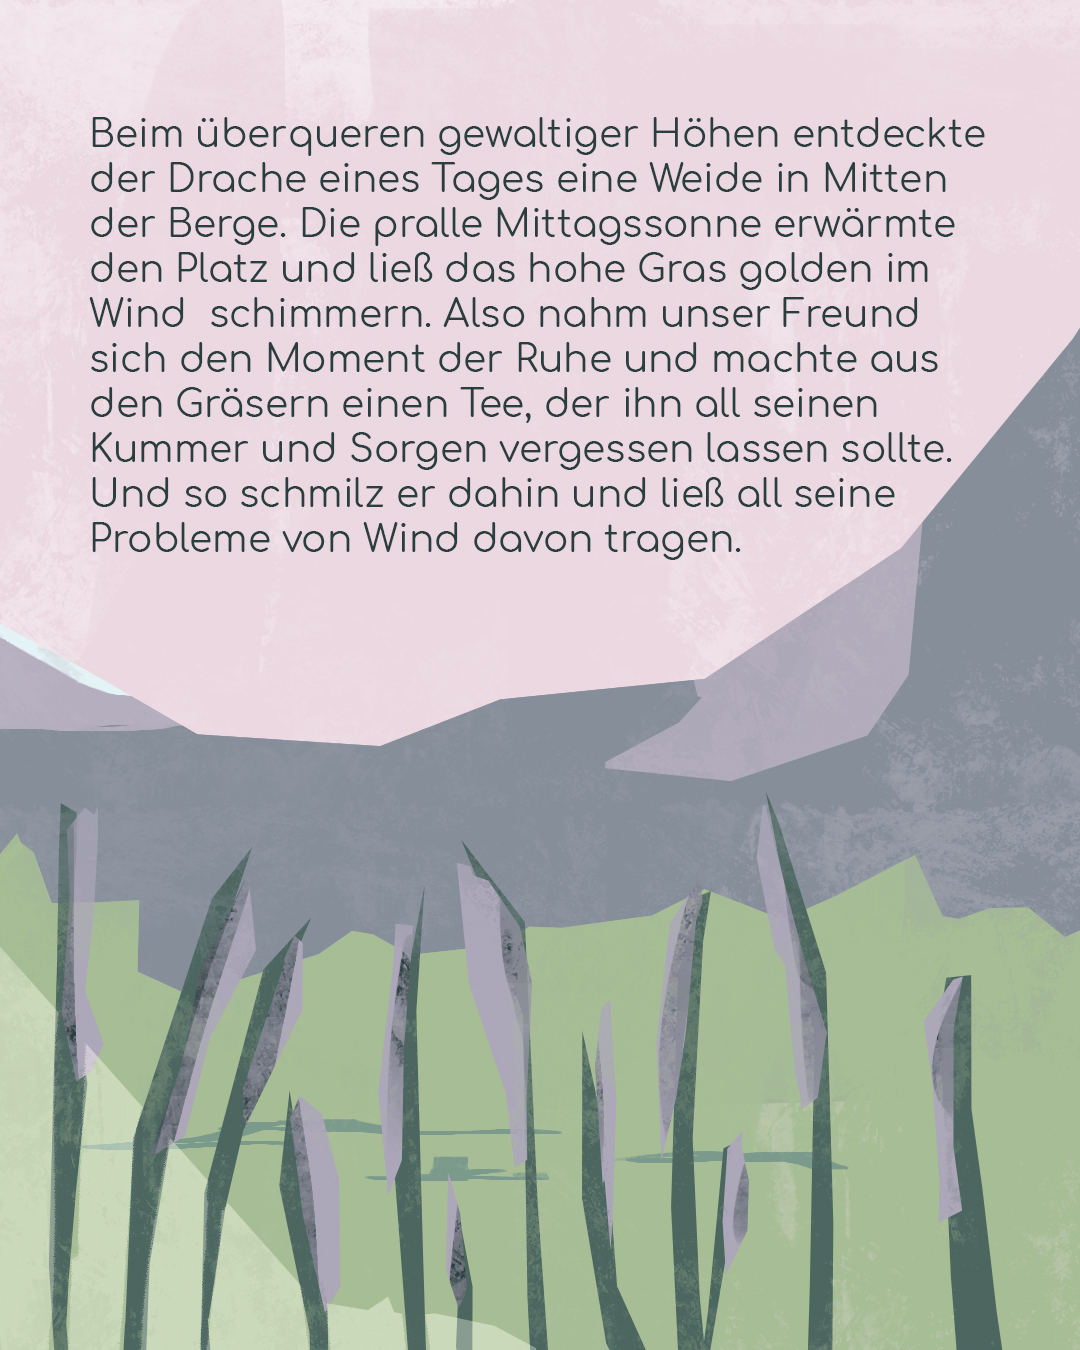 Beim überqueren gewaltiger Höhen entdeckte
der Drache eines Tages eine Weide in Mitten
der Berge. Die pralle Mittagssonne erwärmte
den Platz und ließ das hohe Gras golden im
Wind  schimmern. Also nahm unser Freund
sich den Moment der Ruhe und machte aus
den Gräsern einen Tee, der ihn all seinen
Kummer und Sorgen vergessen lassen sollte.
Und so schmilz er dahin und ließ all seine
Probleme von Wind davon tragen.